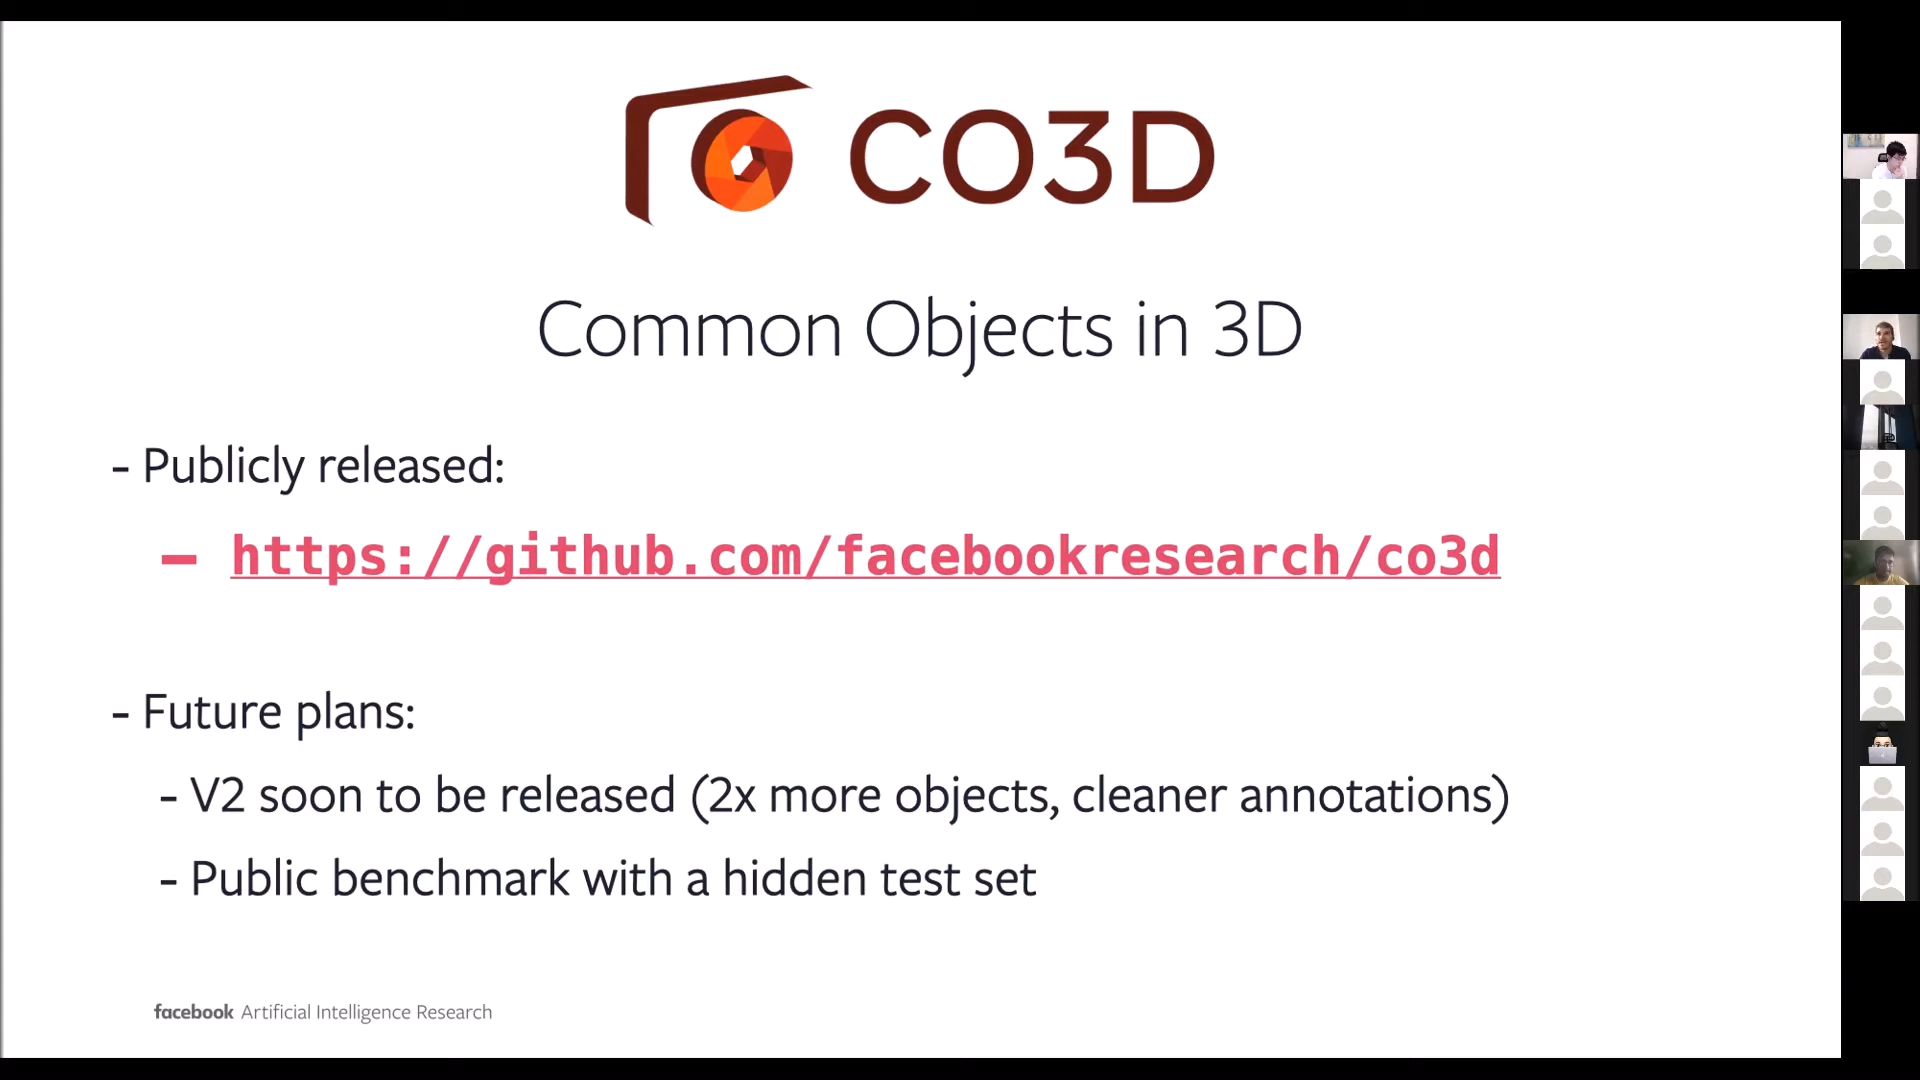 CO3D
Common Objects in 3D
- Publicly released:
- https://github.com/facebookresearch/co3d
- Future plans:
- V2 soon to be released (2x more objects, cleaner annotations)
- Public benchmark with a hidden test set
facebook Artificial Intelligence Research